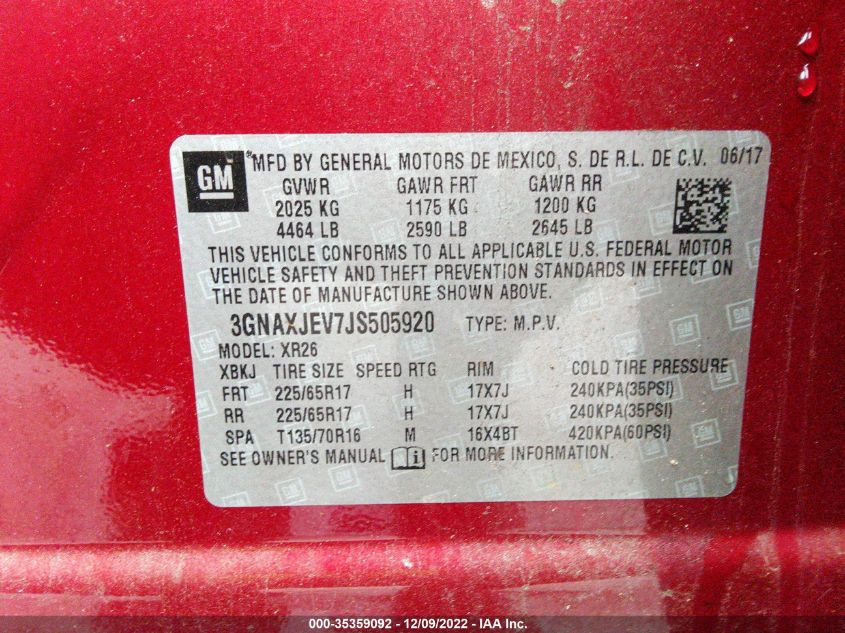 GM
®MFD BY GENERAL MOTORS DE MEXICO, S. DE R.L. DE C.V. 06/17
GVWR GAWR FRT GAWR RR
2025 KG 1175 KG 1200 KG
4464 LB 2590 LB 2645 LB
THIS VEHICLE CONFORMS TO ALL APPLICABLE U.S. FEDERAL MOTOR
VEHICLE SAFETY AND THEFT PREVENTION STANDARDS IN EFFECT ON
THE DATE OF MANUFACTURE SHOWN ABOVE.
3GNAXJEV7JS505920 TYPE: M.P.V.
MODEL: XR26
XBKJ TIRE SIZE SPEED RTG RIM COLD TIRE PRESSURE
FRT 225/65R17 H 17X7J 240KPA(35PSI)
RR 225/65R17 H 17X7J 240KPA(35PSI)
SPA T135/70R16 M 16X4BT 420KPA(60PSI)
SEE OWNER'S MANUAL FOR MORE INFORMATION.
000-35359092 - 12/09/2022 - IAA Inc.